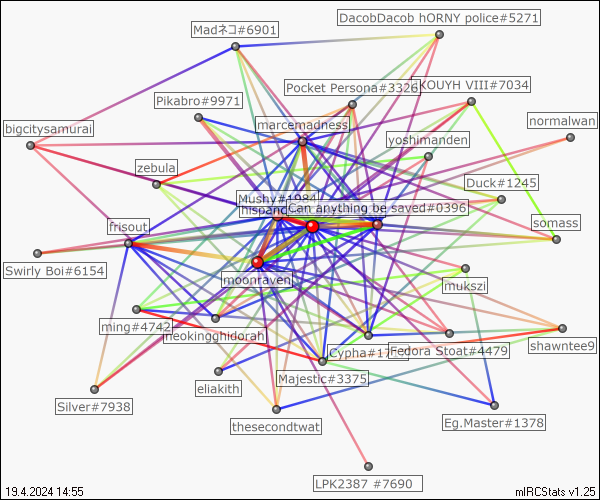 DacobDacob hORNY police#5271
Madネコ#6901
Pocket Persona#3326
KOUYH VIII#7034
Pikabro#9971
marcemadness
normalwan
bigcitysamurai
yoshimanden
zebula
Duck#1245
Mushy#1984
hispano
Can anything be saved#0396
frisout
somass
Swirly Boi#6154
moonraven
mukszi
ming#4742
neokingghidorah
Cypha#17
Fedora Stoat#4479
shawntee9
Majestic#3375
eliakith
Silver#7938
thesecondtwat
Eg.Master#1378
LPK2387 #7690
19.4.2024 14:55
mIRCStats v1.25